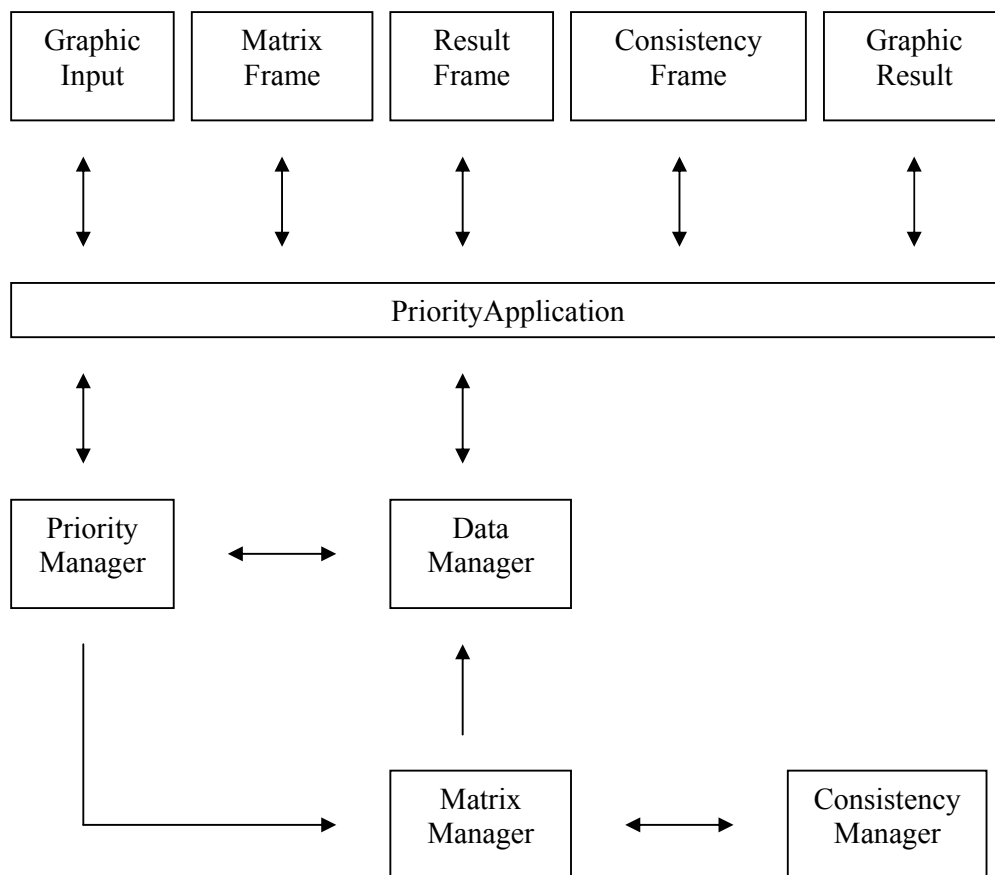 Graphic
Input
Matrix
Frame
Result
Frame
Consistency
Frame
Graphic
Result
PriorityApplication
Priority
Manager
Data
Manager
Matrix
Manager
Consistency
Manager